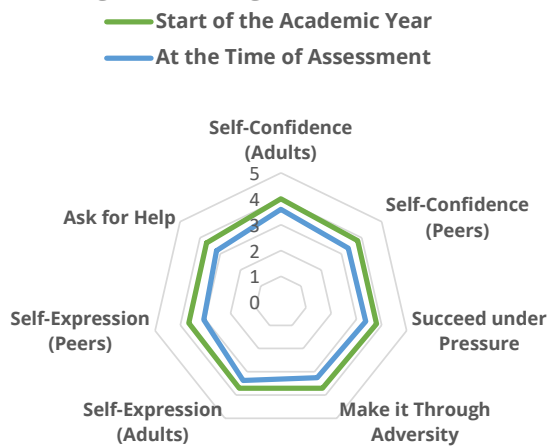 Start of the Academic Year
At the Time of Assessment
Self-Confidence
(Adults)
5
4
3
2
1
0
Self-Confidence
(Peers)
Succeed under
Pressure
Make it Through
Adversity
Self-Expression
(Adults)
Self-Expression
(Peers)
Ask for Help